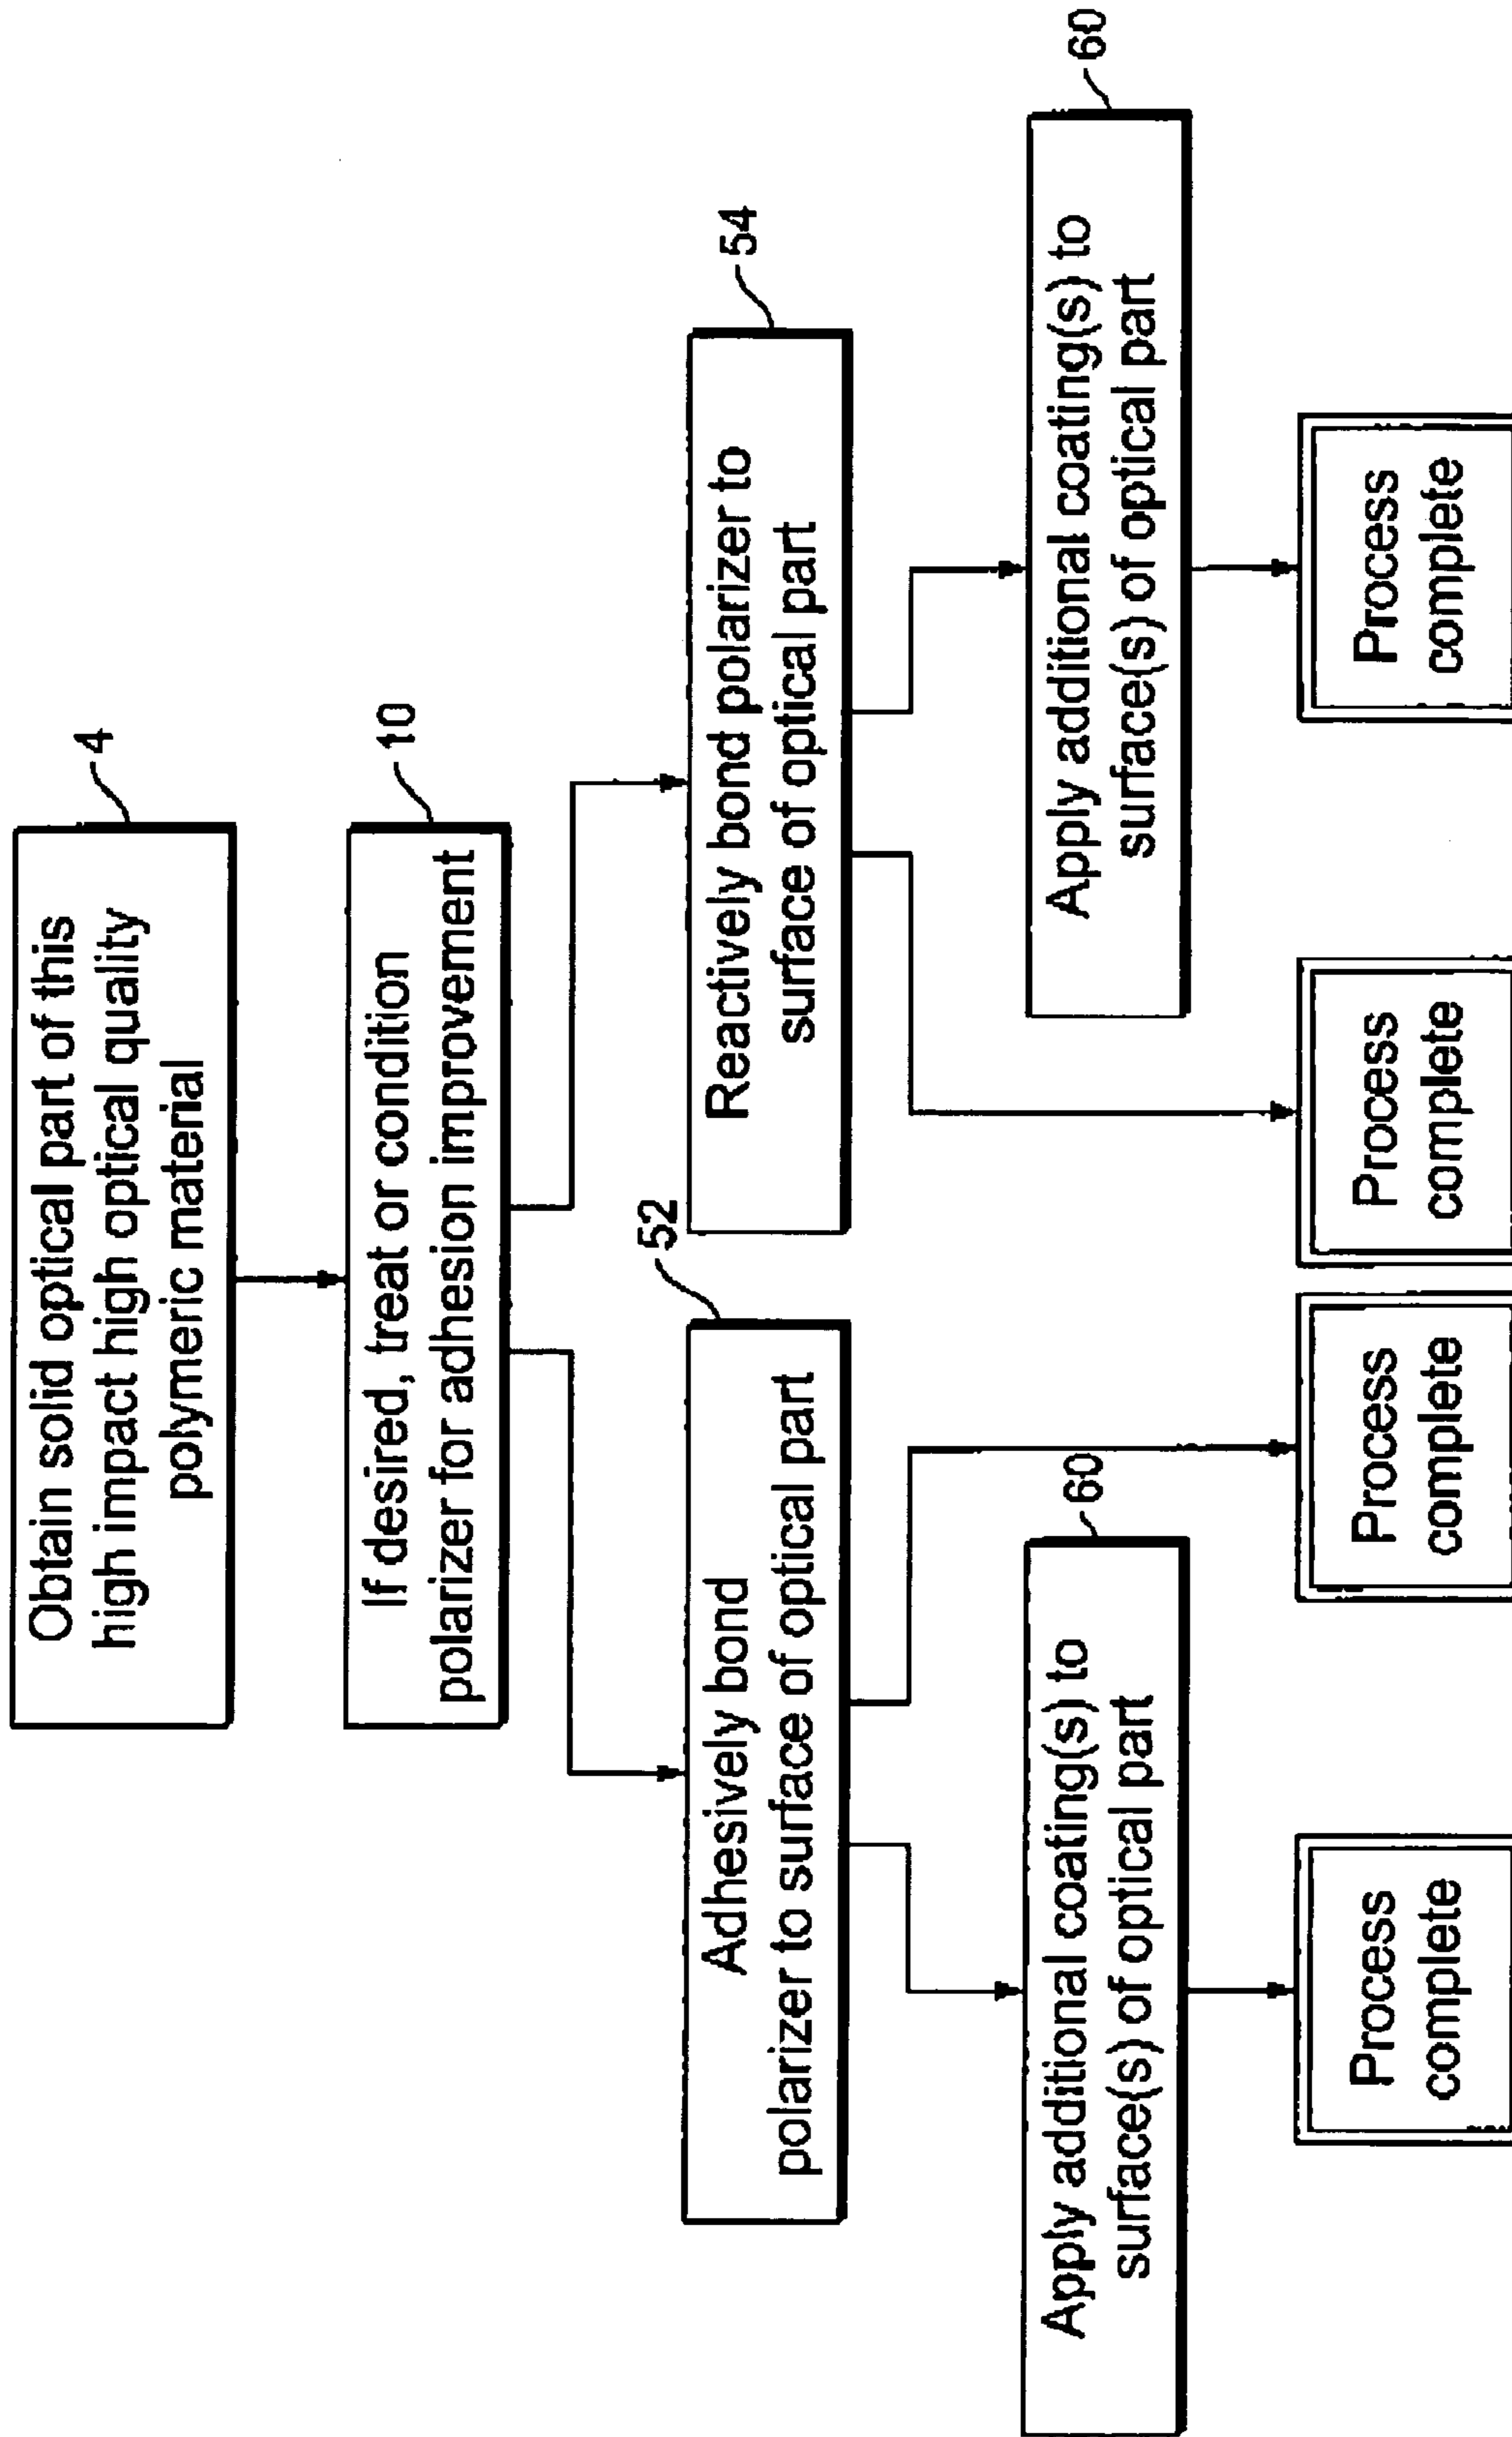 Obtain solid optical part of this
high impact high optical quality
polymeric material
4
If desired, treat or condition
polarizer for adhesion improvement
10
Adhesively bond
polarizer to surface of optical part
52
Reactively bond polarizer to
surface of optical part
54
Apply additional coating(s) to
surface(s) of optical part
60
Apply additional coating(s) to
surface(s) of optical part
60
Process
complete
Process
complete
Process
complete
Process
complete